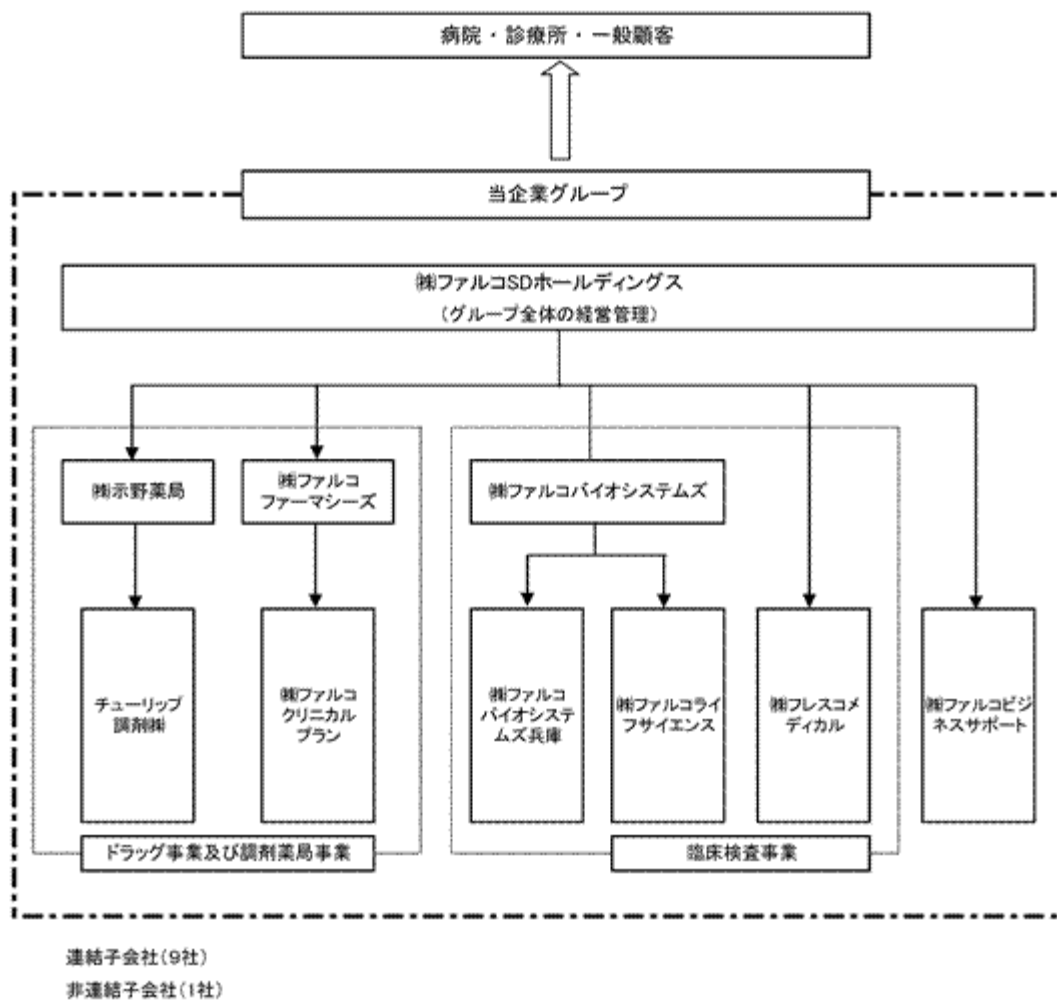 病院・診療所・一般顧客
当企業グループ
㈱ファルコSDホールディングス
（グループ全体の経営管理）
㈱示野薬局
㈱ファルコ
ファーマシーズ
㈱ファルコバイオシステムズ
チューリップ
調剤㈱
㈱ファルコ
クリニカル
プラン
㈱ファルコ
バイオシステ
ムズ兵庫
㈱ファルコライ
フサイエンス
㈱フレスコメ
ディカル
㈱ファルコビジ
ネスサポート
ドラッグ事業及び調剤薬局事業
臨床検査事業
連結子会社（9社）
非連結子会社（1社）